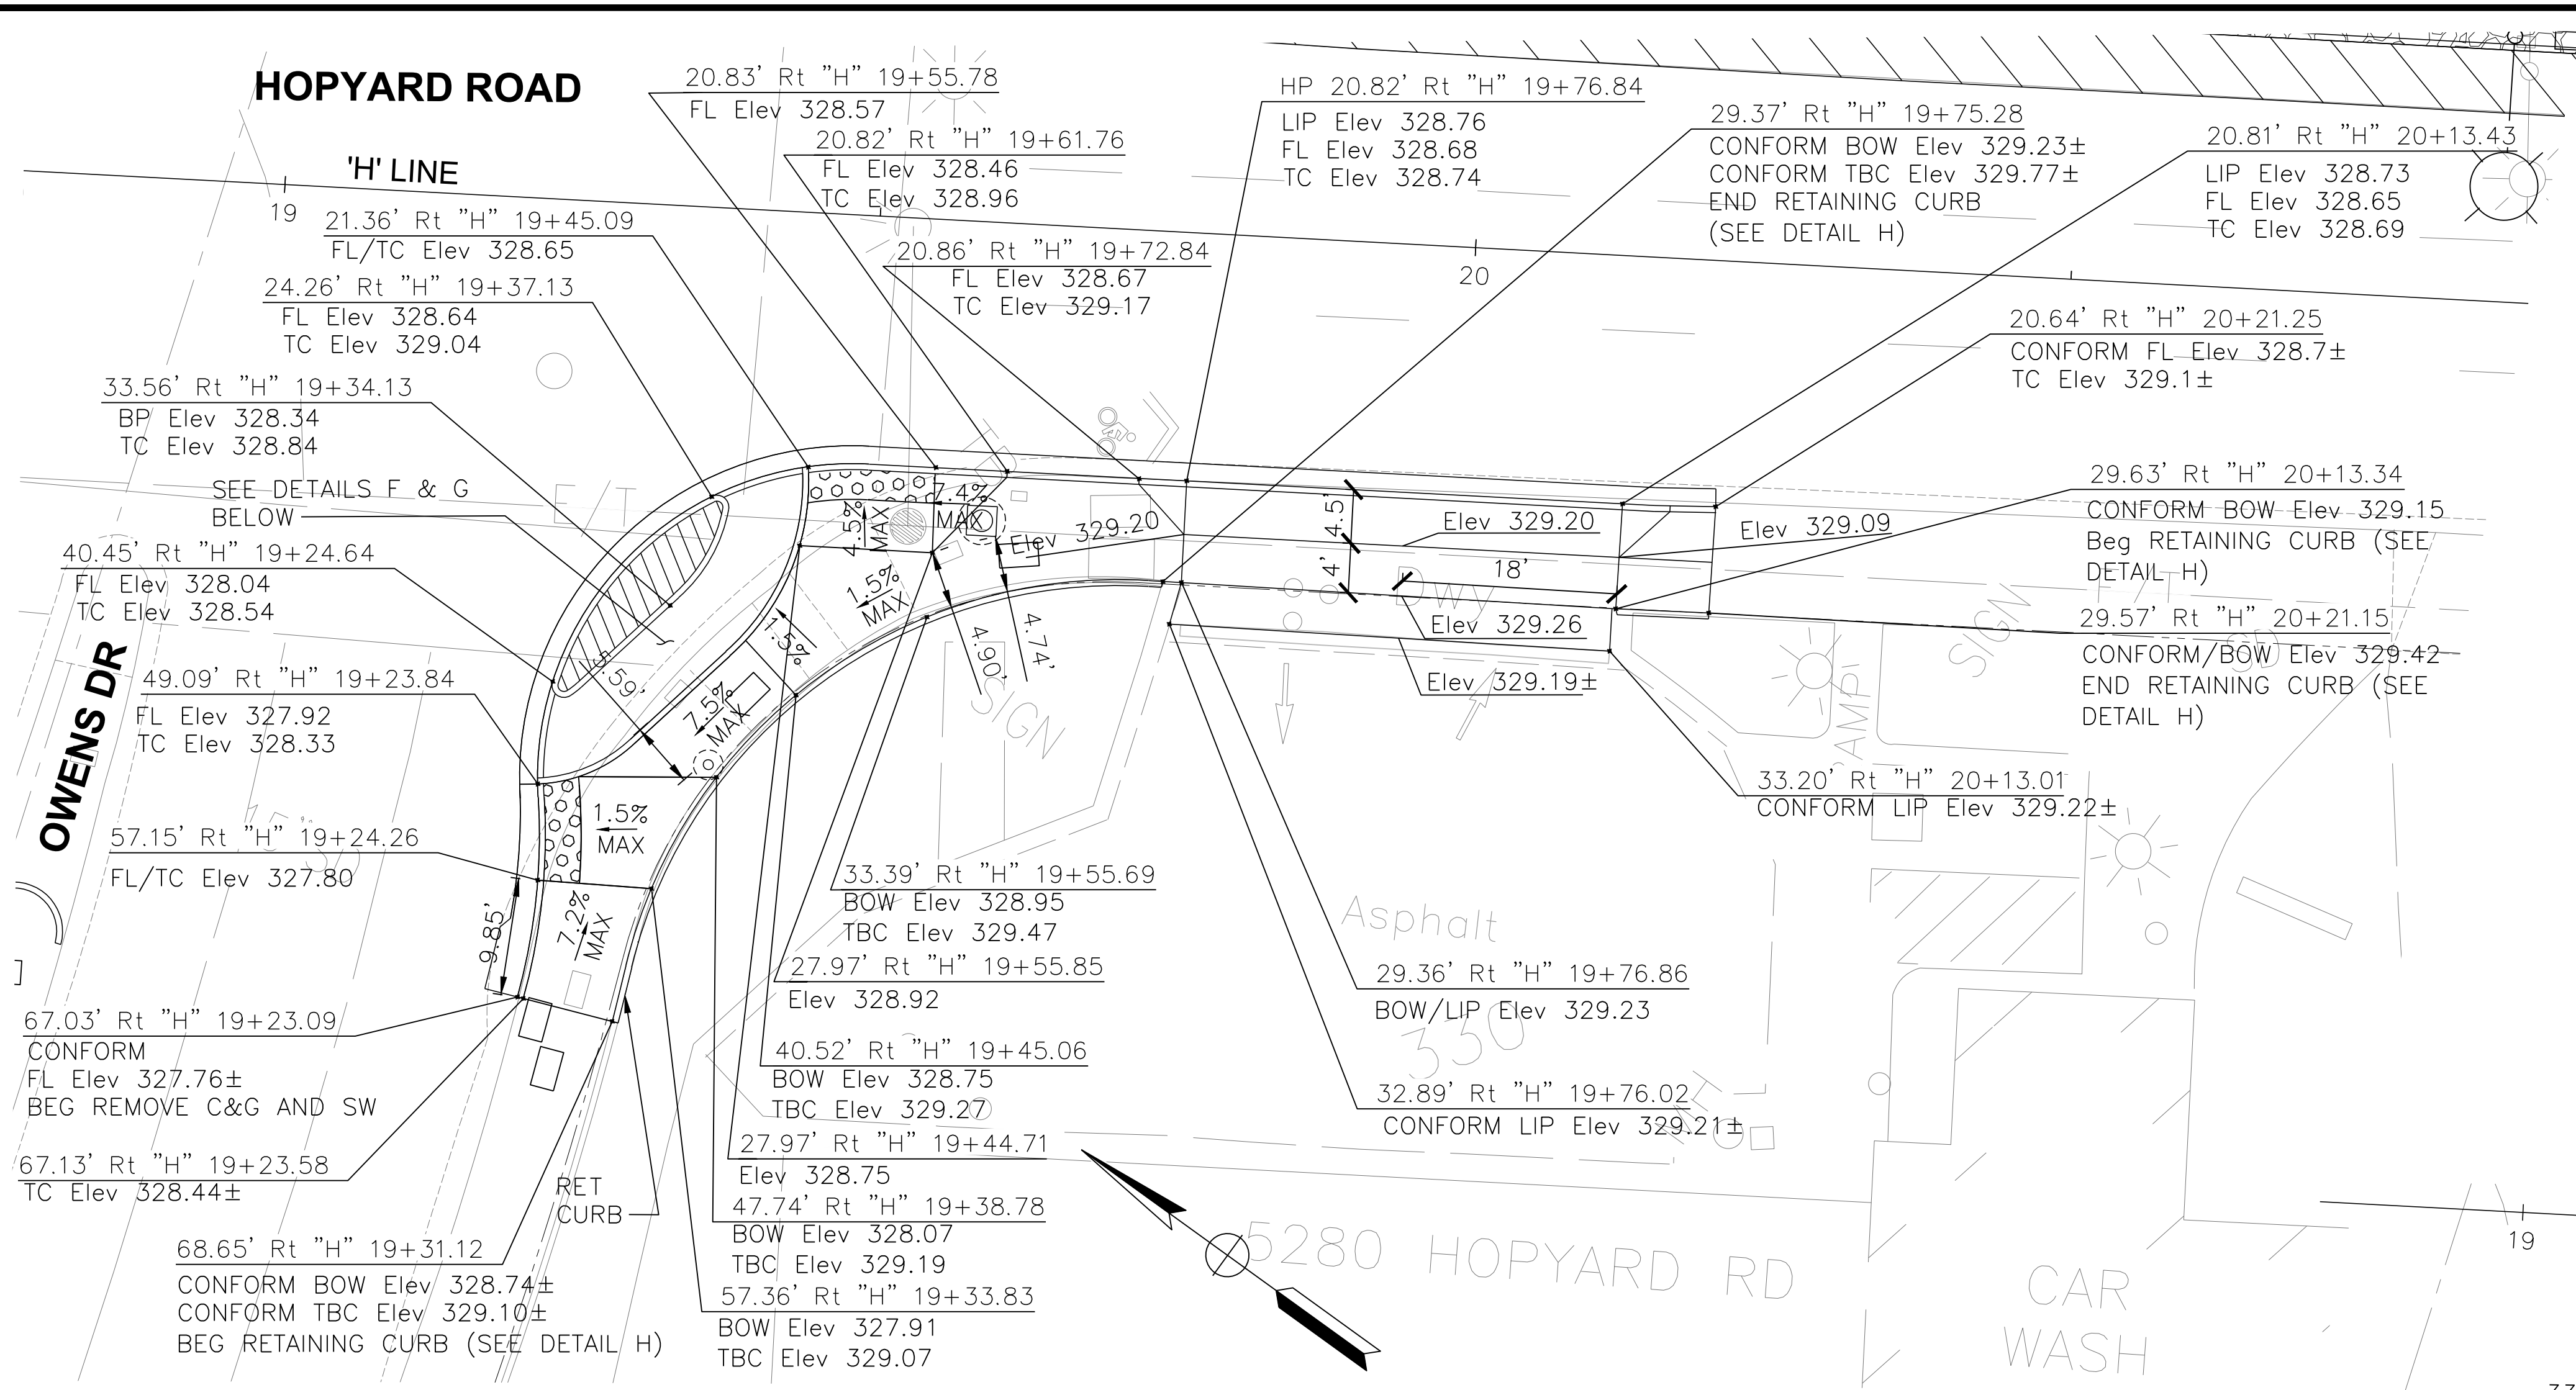 HOPYARD ROAD
'H' LINE
19
20
20.83' Rt "H" 19+55.78
FL Elev 328.57
20.82' Rt "H" 19+61.76
FL Elev 328.46
TC Elev 328.96
20.86' Rt "H" 19+72.84
FL Elev 328.67
TC Elev 329.17
HP 20.82' Rt "H" 19+76.84
LIP Elev 328.76
FL Elev 328.68
TC Elev 328.74
29.37' Rt "H" 19+75.28
CONFORM BOW Elev 329.23±
CONFORM TBC Elev 329.77±
END RETAINING CURB
(SEE DETAIL H)
20.81' Rt "H" 20+13.43
LIP Elev 328.73
FL Elev 328.65
TC Elev 328.69
20.64' Rt "H" 20+21.25
CONFORM FL Elev 328.7±
TC Elev 329.1±
21.36' Rt "H" 19+45.09
FL/TC Elev 328.65
24.26' Rt "H" 19+37.13
FL Elev 328.64
TC Elev 329.04
33.56' Rt "H" 19+34.13
BP Elev 328.34
TC Elev 328.84
SEE DETAILS F & G
BELOW
40.45' Rt "H" 19+24.64
FL Elev 328.04
TC Elev 328.54
OWENS DR
49.09' Rt "H" 19+23.84
FL Elev 327.92
TC Elev 328.33
57.15' Rt "H" 19+24.26
FL/TC Elev 327.80
67.03' Rt "H" 19+23.09
CONFORM
FL Elev 327.76±
BEG REMOVE C&G AND SW
67.13' Rt "H" 19+23.58
TC Elev 328.44±
68.65' Rt "H" 19+31.12
CONFORM BOW Elev 328.74±
CONFORM TBC Elev 329.10±
BEG RETAINING CURB (SEE DETAIL H)
RET
CURB
E/T
4.5%
MAX
7.4%
MAX
1.5%
MAX
1.5%
7.5%
MAX
1.5%
MAX
7.2%
MAX
9.85'
4.90'
4.74'
Elev 329.20
4.5'
4'
18'
Elev 329.20
Elev 329.09
Elev 329.26
Elev 329.19±
Dwy
SIGN
SIGN
SD
29.63' Rt "H" 20+13.34
CONFORM BOW Elev 329.15
Beg RETAINING CURB (SEE
DETAIL H)
29.57' Rt "H" 20+21.15
CONFORM/BOW Elev 329.42
END RETAINING CURB (SEE
DETAIL H)
33.20' Rt "H" 20+13.01
CONFORM LIP Elev 329.22±
33.39' Rt "H" 19+55.69
BOW Elev 328.95
TBC Elev 329.47
27.97' Rt "H" 19+55.85
Elev 328.92
40.52' Rt "H" 19+45.06
BOW Elev 328.75
TBC Elev 329.27
27.97' Rt "H" 19+44.71
Elev 328.75
47.74' Rt "H" 19+38.78
BOW Elev 328.07
TBC Elev 329.19
57.36' Rt "H" 19+33.83
BOW Elev 327.91
TBC Elev 329.07
29.36' Rt "H" 19+76.86
BOW/LIP Elev 329.23
32.89' Rt "H" 19+76.02
CONFORM LIP Elev 329.21±
Asphalt
330
5280 HOPYARD RD
CAR
WASH
19